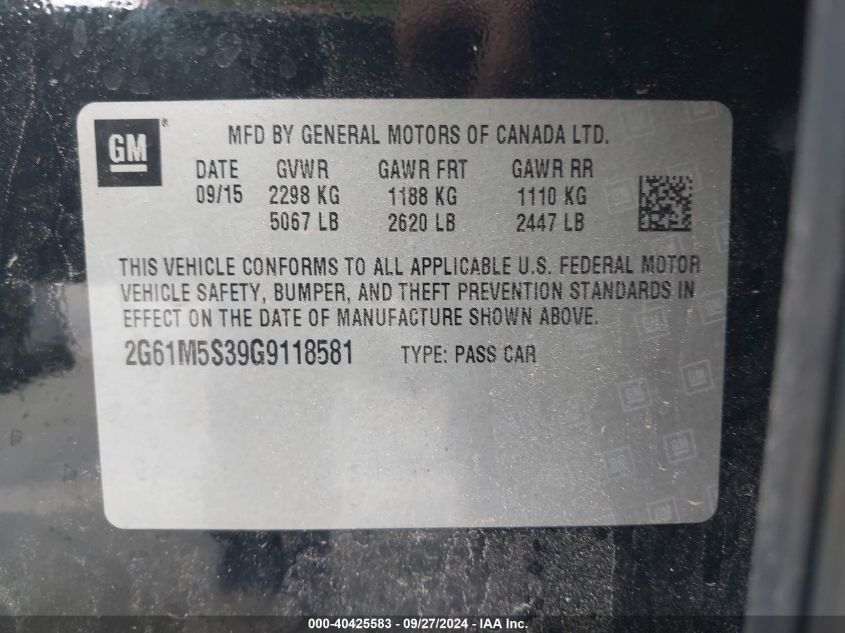 GM®
MFD BY GENERAL MOTORS OF CANADA LTD.
DATE GVWR GAWR FRT GAWR RR
09/15 2298 KG 1188 KG 1110 KG
5067 LB 2620 LB 2447 LB
THIS VEHICLE CONFORMS TO ALL APPLICABLE U.S. FEDERAL MOTOR
VEHICLE SAFETY, BUMPER, AND THEFT PREVENTION STANDARDS IN
EFFECT ON THE DATE OF MANUFACTURE SHOWN ABOVE.
2G61M5S39G9118581 TYPE: PASS CAR
000-40425583 - 09/27/2024 - IAA Inc.